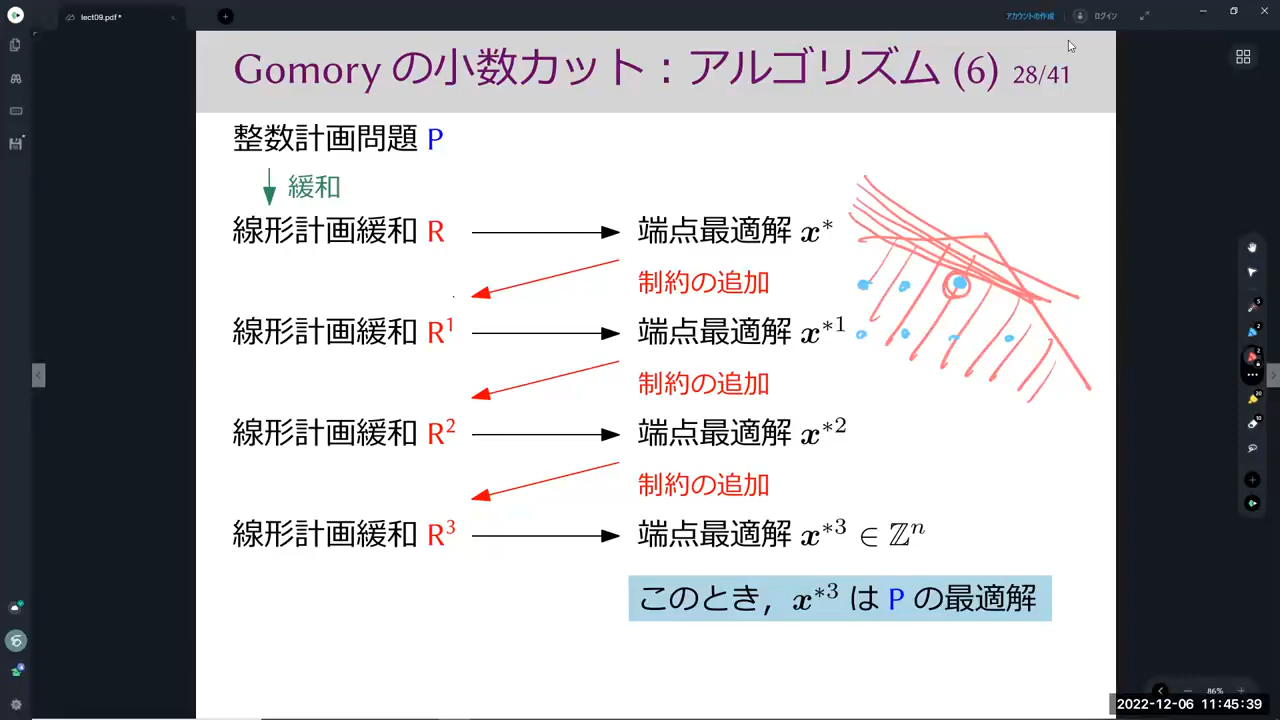 lect09.pdf *
アカウントの作成
ログイン
Gomory の小数カット：アルゴリズム (6) 28/41
整数計画問題 P
緩和
線形計画緩和 R
端点最適解 x*
制約の追加
線形計画緩和 R¹
端点最適解 x*¹
制約の追加
線形計画緩和 R²
端点最適解 x*²
制約の追加
線形計画緩和 R³
端点最適解 x*³ ∈ ℤⁿ
このとき，x*³ は P の最適解
86%
2022-12-06 11:45:39